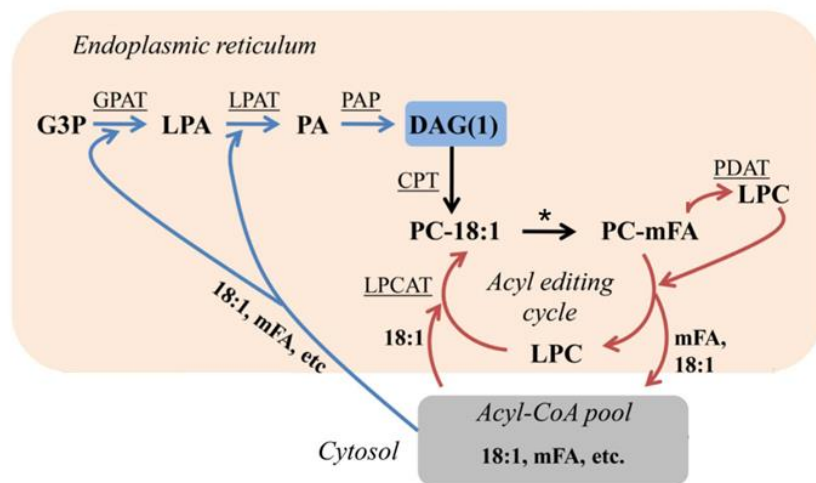 Endoplasmic reticulum
GPAT LPAT PAP
G3P LPA PA DAG(1)
PDAT
CPT LPC
*
PC-18:1 PC-mFA
LPCAT Acyl editing
cycle
18:1, mFA, etc
18:1 mFA,
LPC 18:1
Acyl-CoA pool
Cytosol
18:1, mFA, etc.